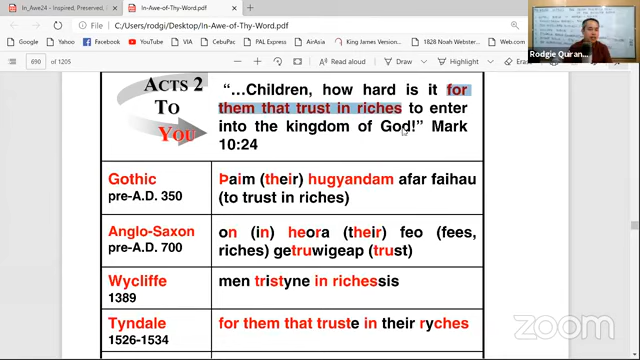 In_Awe24 – Inspired, Preserved,
In-Awe-of-Thy-Word.pdf
File
C:/Users/rodgi/Desktop/In-Awe-of-Thy-Word.pdf
YouTube
LBC
UAB
CebuPac
PAL Express
AirAsia
King James Version...
1828 Noah Webster...
UB
Facebook
690 of 1205
Read aloud
Draw
Highlight
Erase
Rodgie Quran...
ACTS 2
TO
YOU
“...Children, how hard is it for
them that trust in riches to enter
into the kingdom of God!” Mark
10:24
Gothic
pre-A.D. 350
Þaim (their) hugyandam afar faihau
(to trust in riches)
Anglo-Saxon
pre-A.D. 700
on (in) heora (their) feo (fees,
riches) getruwigeap (trust)
Wycliffe
1389
men tristyne in richessis
Tyndale
1526-1534
for them that truste in their ryches
zoom